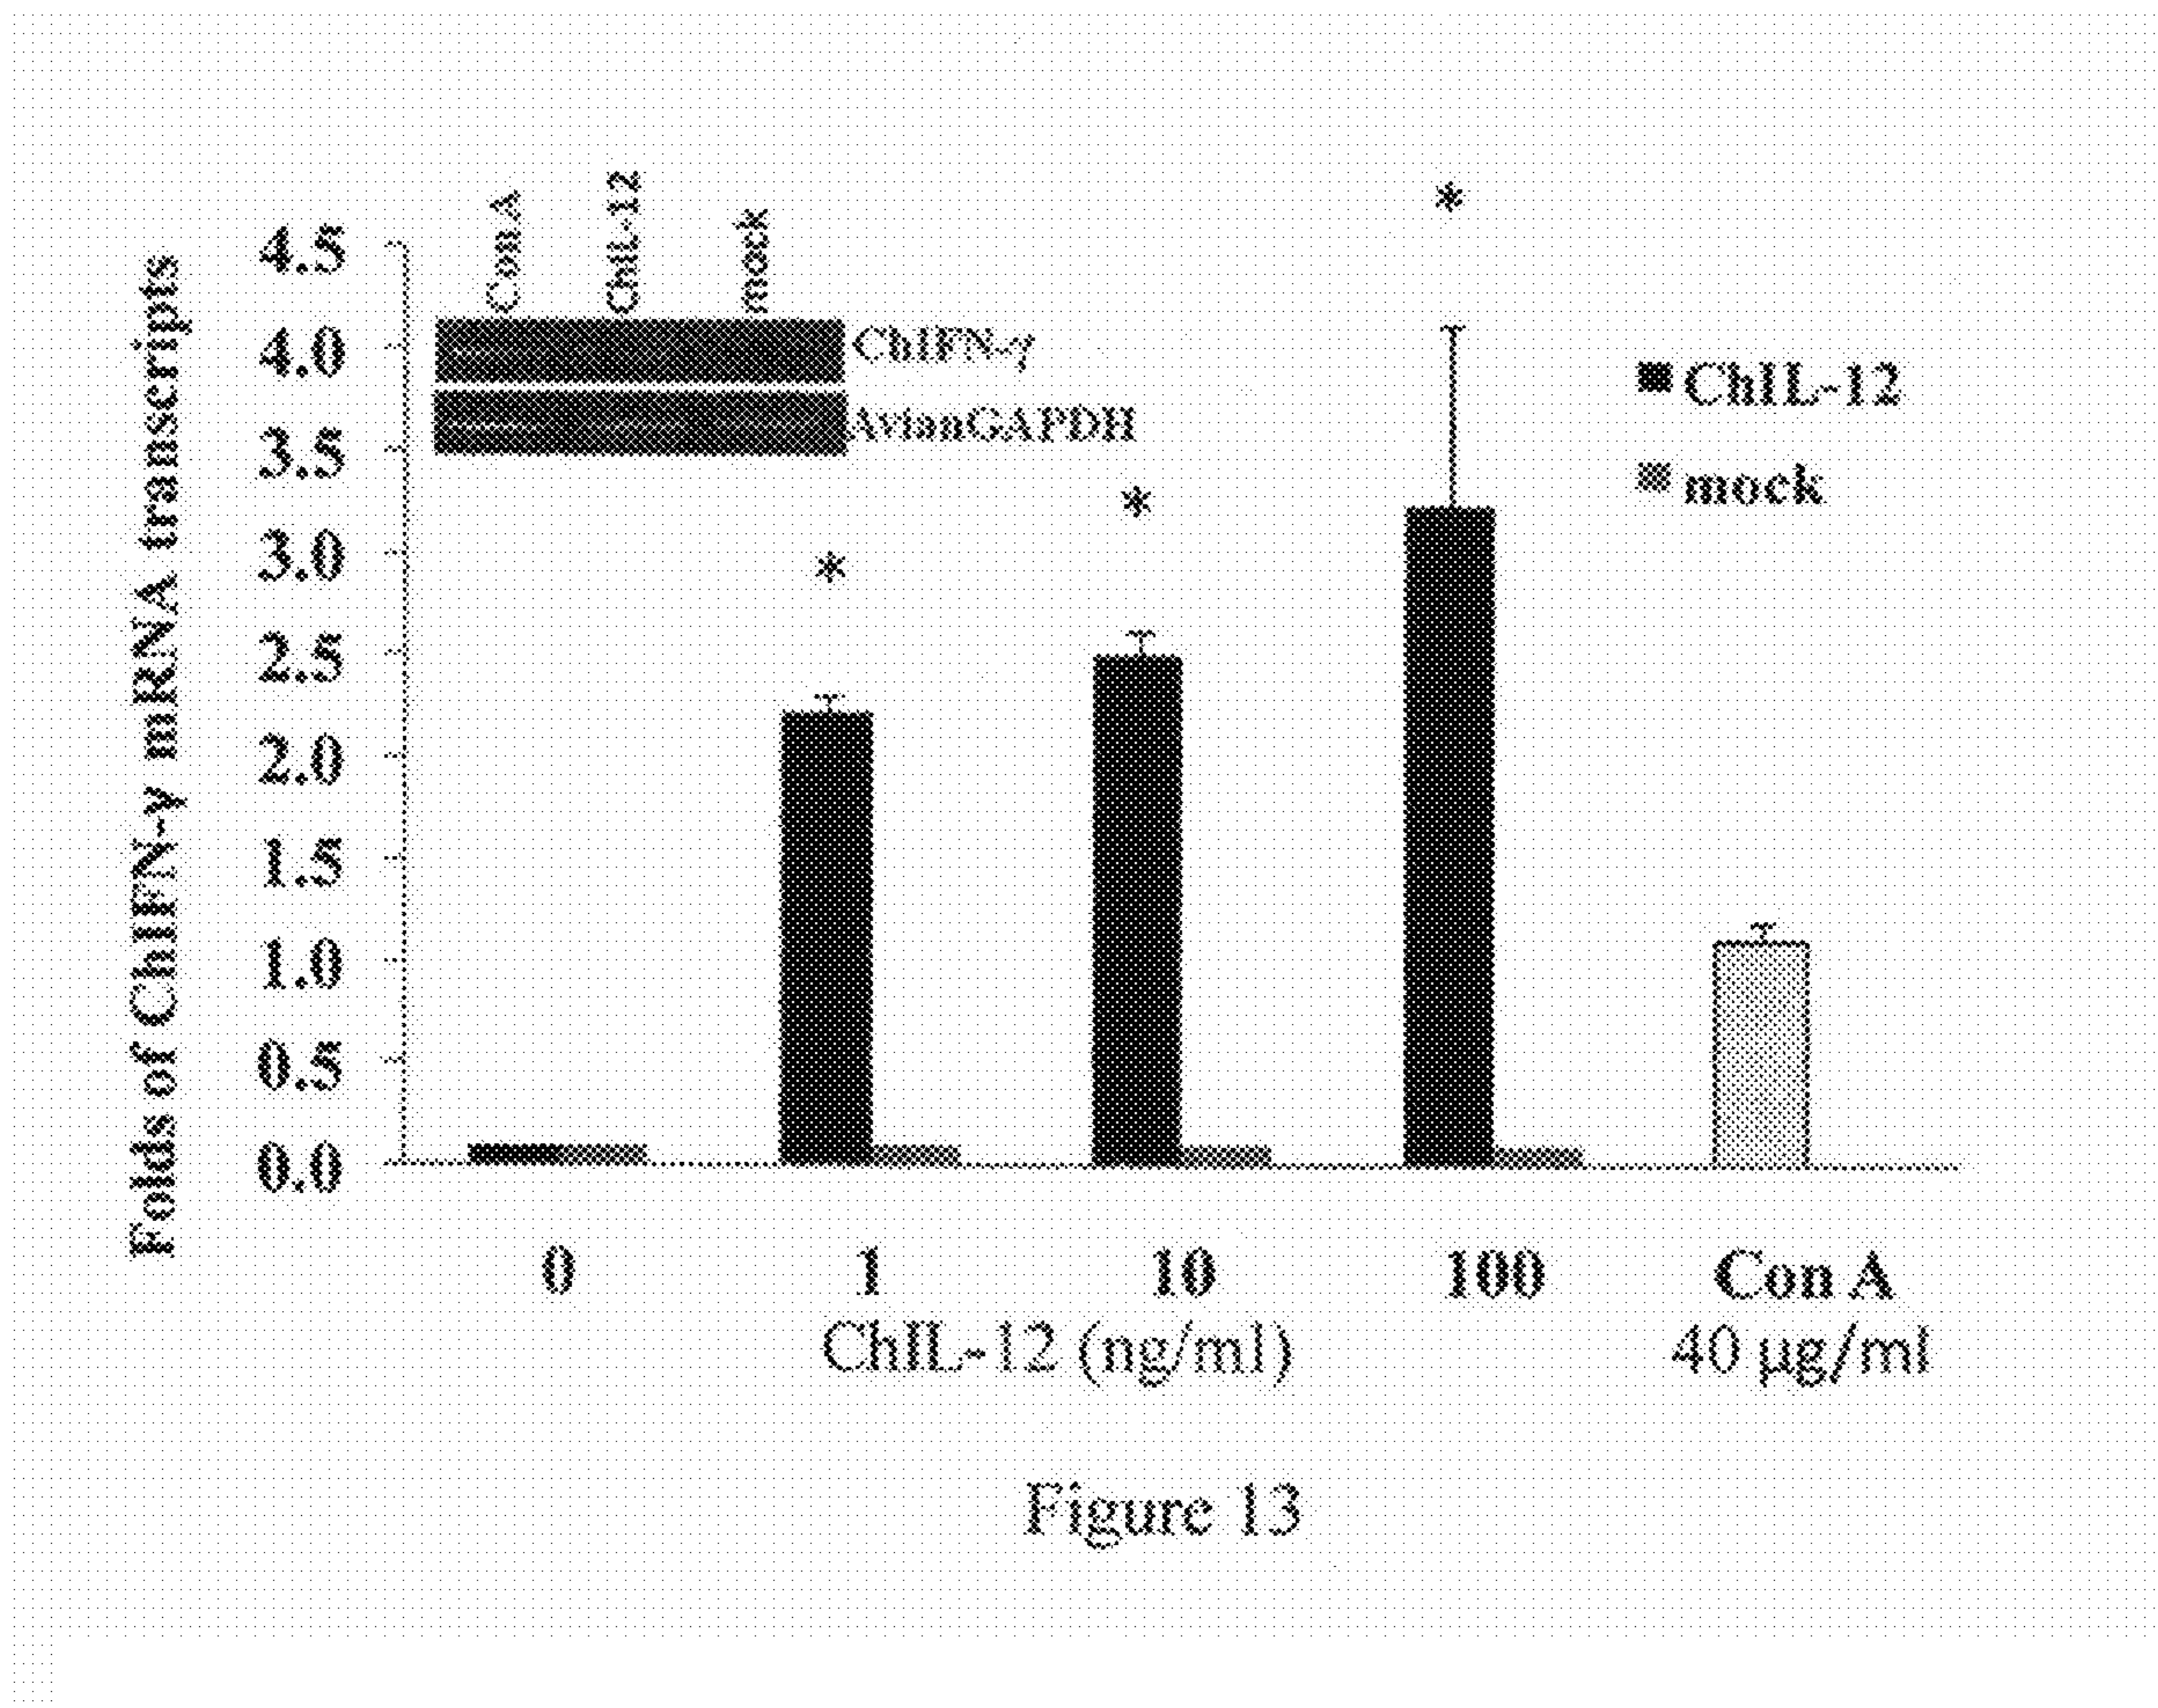 Con A
ChIL-12
mock
*
4.5
4.0
3.5
3.0
2.5
2.0
1.5
1.0
0.5
0.0
Folds of ChIFN-γ mRNA transcripts
ChIFN-γ
AvianGAPDH
*
*
ChIL-12
mock
0 1 10 100 Con A
ChIL-12 (ng/ml) 40 µg/ml
Figure 13